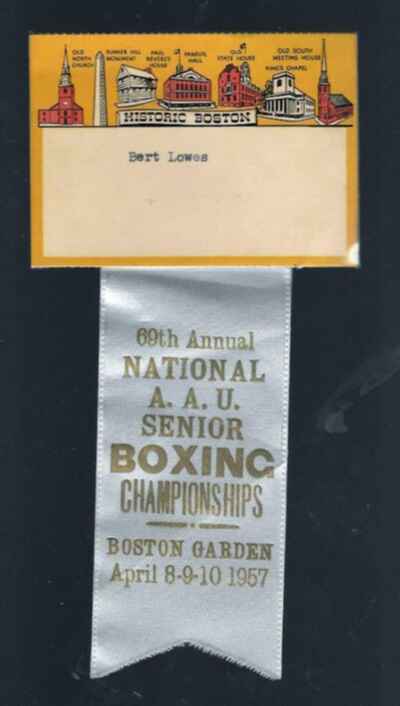 OLD NORTH CHURCH
BUNKER HILL MONUMENT
PAUL REVERE'S HOUSE
FANEUIL HALL
OLD STATE HOUSE
OLD SOUTH MEETING HOUSE
KING'S CHAPEL
HISTORIC BOSTON
Bert Lowes
69th Annual
NATIONAL
A. A. U.
SENIOR
BOXING
CHAMPIONSHIPS
BOSTON GARDEN
April 8-9-10 1957